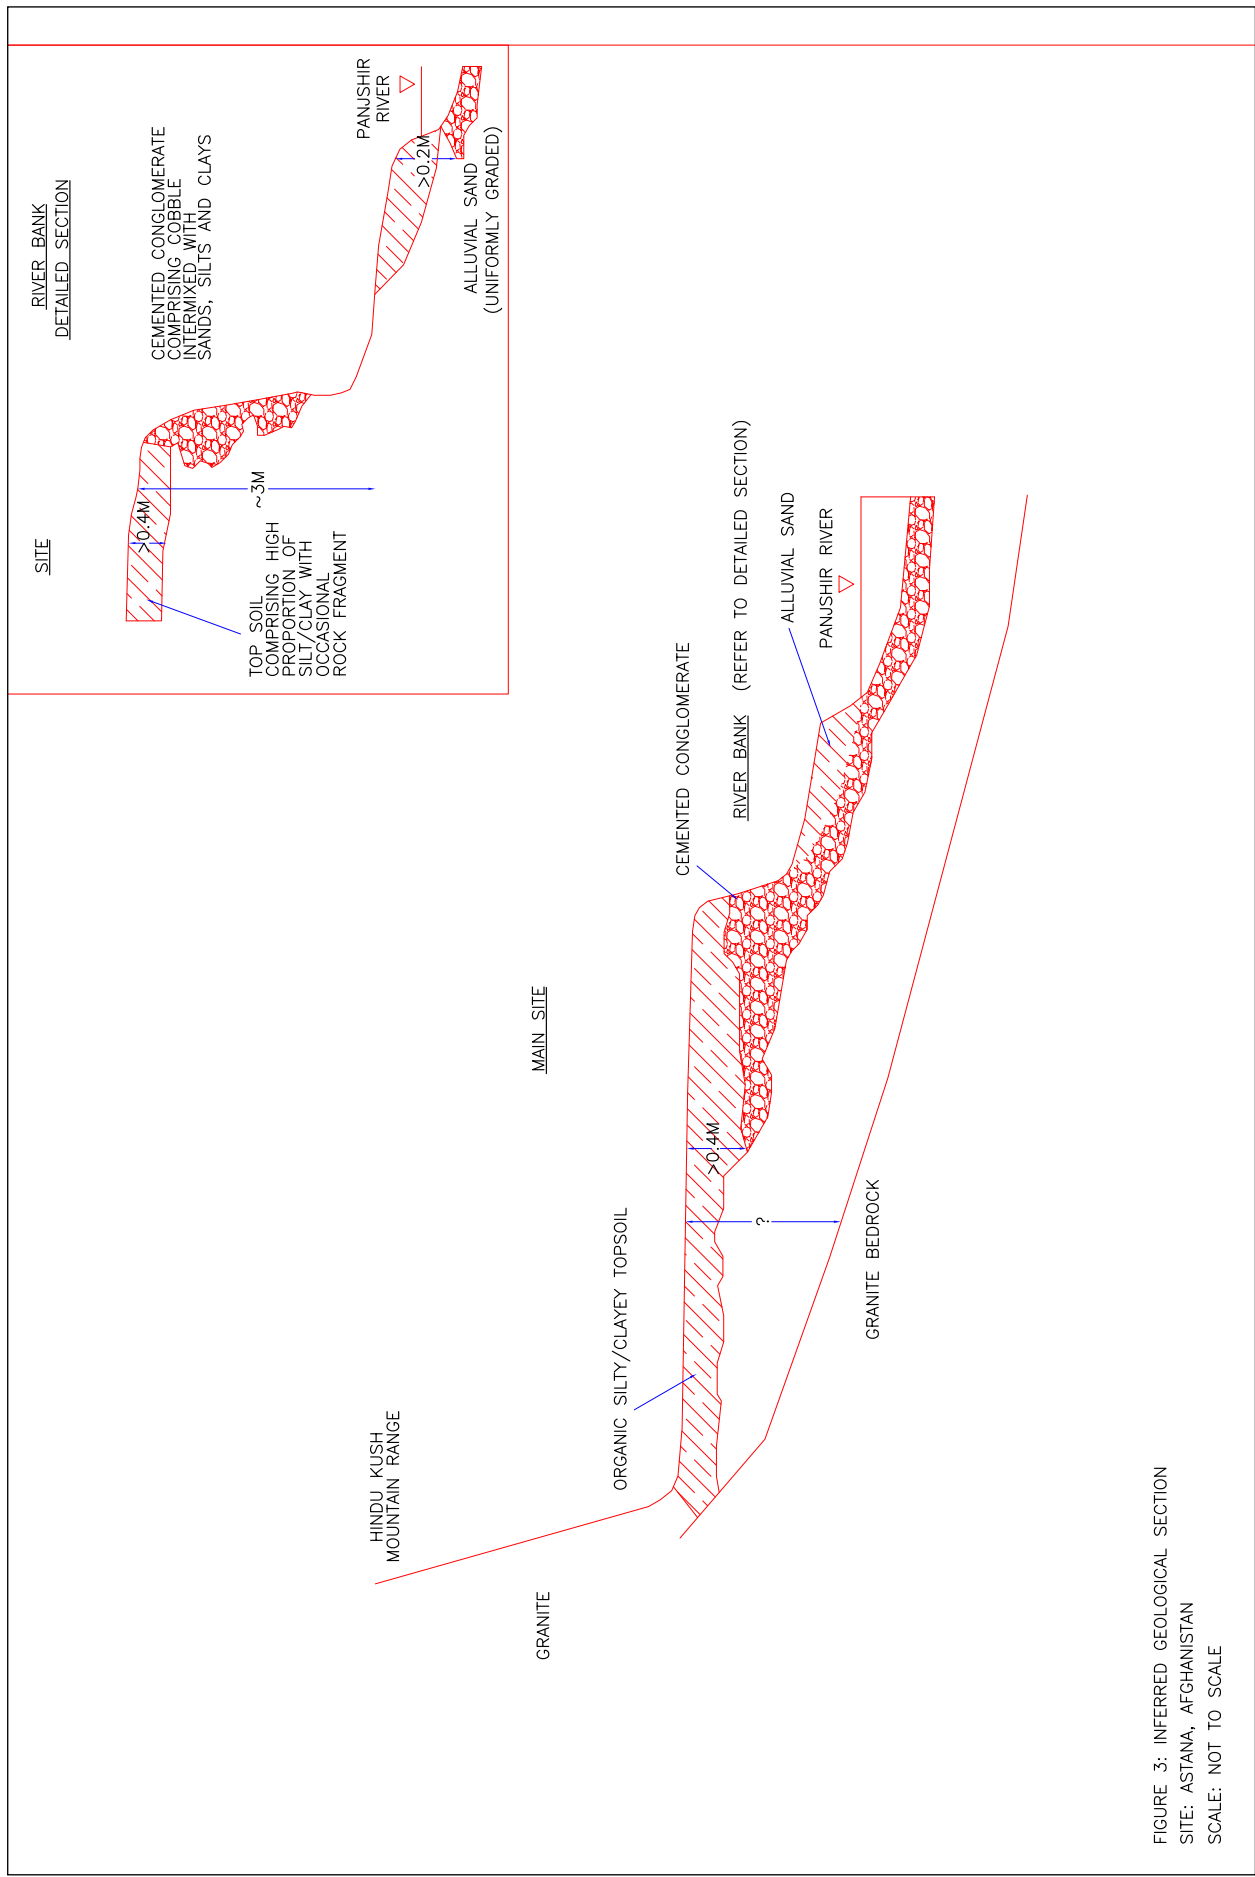 SITE
RIVER BANK
DETAILED SECTION
CEMENTED CONGLOMERATE
COMPRISING COBBLE
INTERMIXED WITH
SANDS, SILTS AND CLAYS
PANJSHIR
RIVER
>0.4M
~3M
>0.2M
TOP SOIL
COMPRISING HIGH
PROPORTION OF
SILT/CLAY WITH
OCCASIONAL
ROCK FRAGMENT
ALLUVIAL SAND
(UNIFORMLY GRADED)
HINDU KUSH
MOUNTAIN RANGE
GRANITE
MAIN SITE
ORGANIC SILTY/CLAYEY TOPSOIL
CEMENTED CONGLOMERATE
RIVER BANK (REFER TO DETAILED SECTION)
ALLUVIAL SAND
PANJSHIR RIVER
>0.4M
?
GRANITE BEDROCK
FIGURE 3: INFERRED GEOLOGICAL SECTION
SITE: ASTANA, AFGHANISTAN
SCALE: NOT TO SCALE